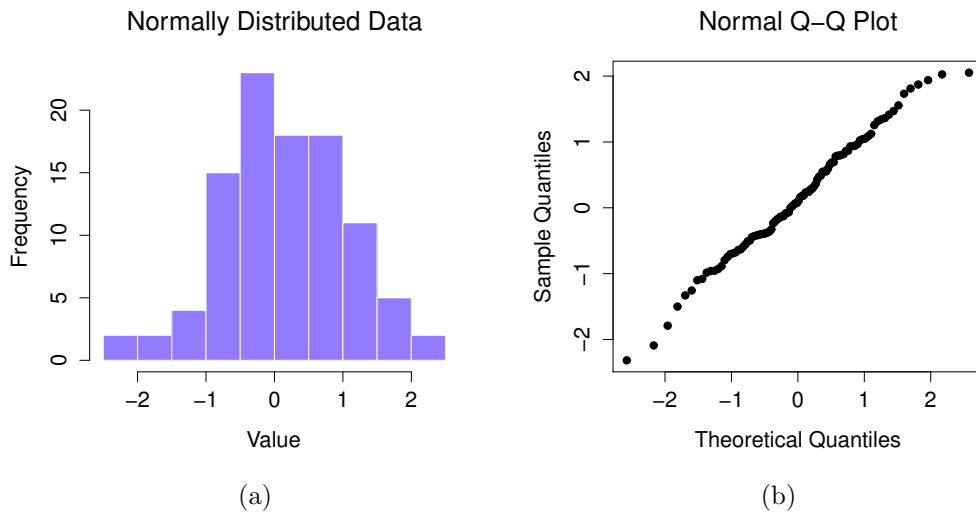 Normally Distributed Data
Frequency
0
5
10
15
20
−2
−1
0
1
2
Value
(a)
Normal Q−Q Plot
Sample Quantiles
−2
−1
0
1
2
−2
−1
0
1
2
Theoretical Quantiles
(b)